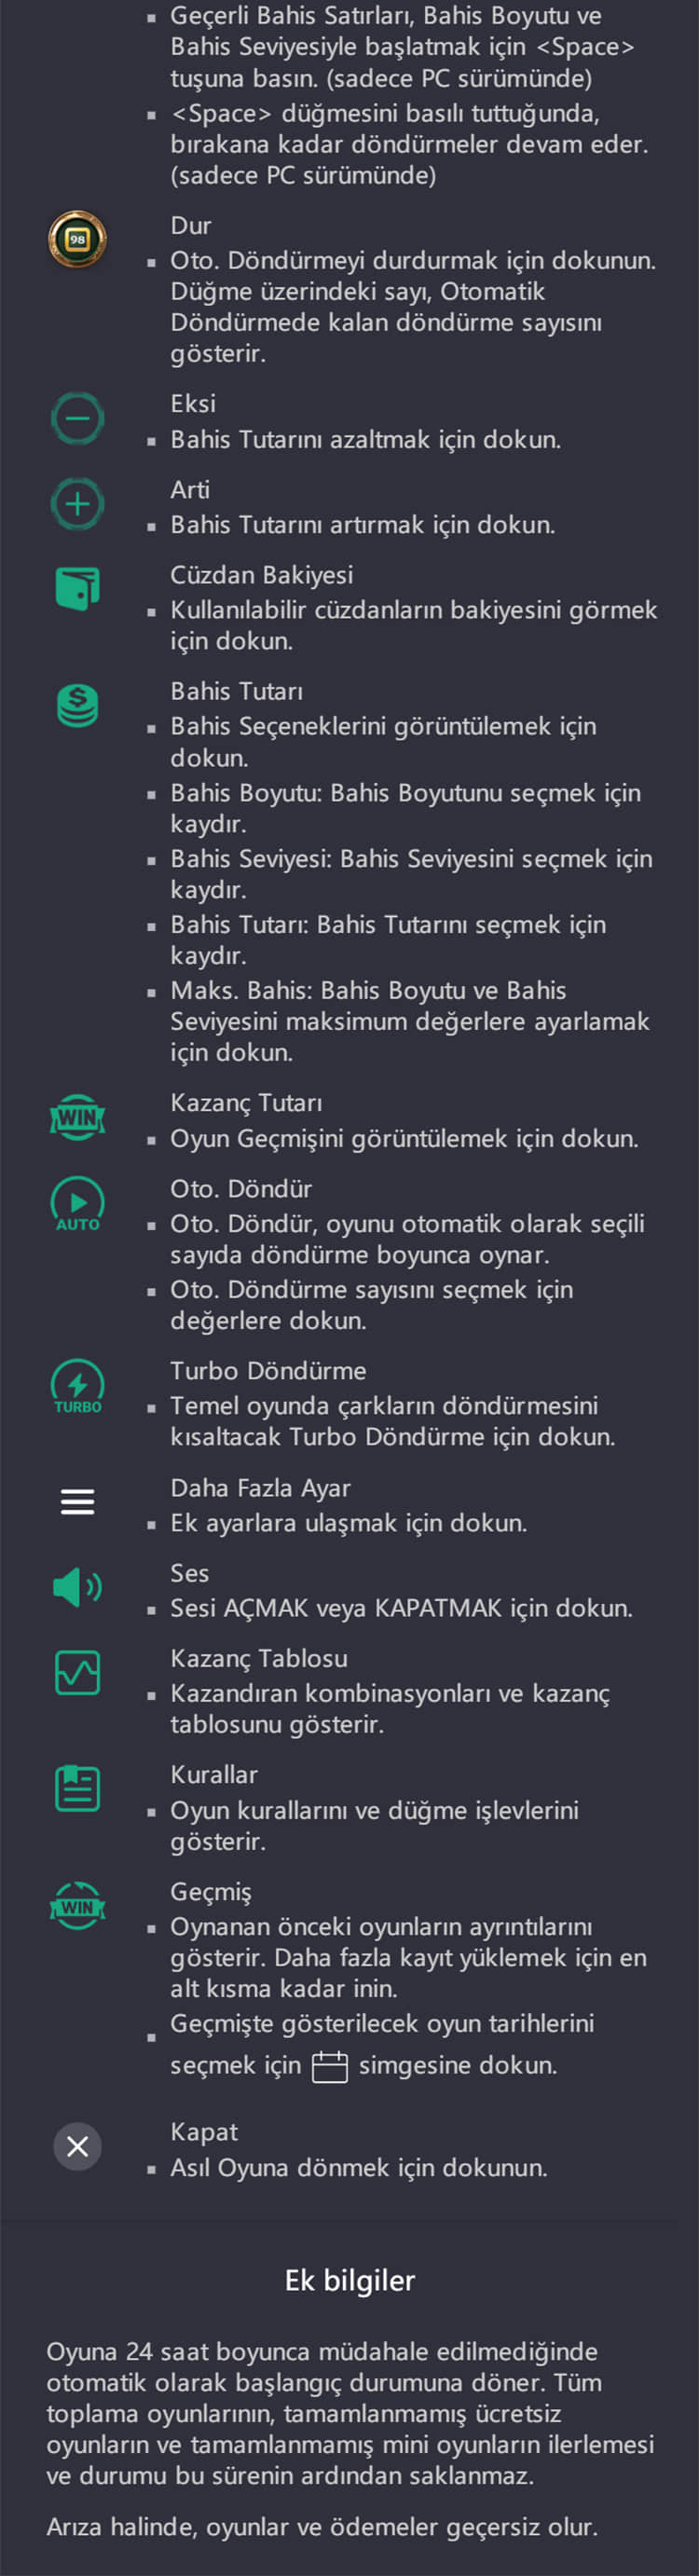 Geçerli Bahis Satırları, Bahis Boyutu ve
Bahis Seviyesiyle başlatmak için <Space>
tuşuna basın. (sadece PC sürümünde)
<Space> düğmesini basılı tuttuğunda,
bırakana kadar döndürmeler devam eder.
(sadece PC sürümünde)
98
Dur
Oto. Döndürmeyi durdurmak için dokunun.
Düğme üzerindeki sayı, Otomatik
Döndürmede kalan döndürme sayısını
gösterir.
Eksi
Bahis Tutarını azaltmak için dokun.
Arti
Bahis Tutarını artırmak için dokun.
Cüzdan Bakiyesi
Kullanılabilir cüzdanların bakiyesini görmek
için dokun.
Bahis Tutarı
Bahis Seçeneklerini görüntülemek için
dokun.
Bahis Boyutu: Bahis Boyutunu seçmek için
kaydır.
Bahis Seviyesi: Bahis Seviyesini seçmek için
kaydır.
Bahis Tutarı: Bahis Tutarını seçmek için
kaydır.
Maks. Bahis: Bahis Boyutu ve Bahis
Seviyesini maksimum değerlere ayarlamak
için dokun.
WIN
Kazanç Tutarı
Oyun Geçmişini görüntülemek için dokun.
AUTO
Oto. Döndür
Oto. Döndür, oyunu otomatik olarak seçili
sayıda döndürme boyunca oynar.
Oto. Döndürme sayısını seçmek için
değerlere dokun.
TURBO
Turbo Döndürme
Temel oyunda çarkların döndürmesini
kısaltacak Turbo Döndürme için dokun.
Daha Fazla Ayar
Ek ayarlara ulaşmak için dokun.
Ses
Sesi AÇMAK veya KAPATMAK için dokun.
Kazanç Tablosu
Kazandıran kombinasyonları ve kazanç
tablosunu gösterir.
Kurallar
Oyun kurallarını ve düğme işlevlerini
gösterir.
WIN
Geçmiş
Oynanan önceki oyunların ayrıntılarını
gösterir. Daha fazla kayıt yüklemek için en
alt kısma kadar inin.
Geçmişte gösterilecek oyun tarihlerini
seçmek için simgesine dokun.
Kapat
Asıl Oyuna dönmek için dokunun.
Ek bilgiler
Oyuna 24 saat boyunca müdahale edilmediğinde
otomatik olarak başlangıç durumuna döner. Tüm
toplama oyunlarının, tamamlanmamış ücretsiz
oyunların ve tamamlanmamış mini oyunların ilerlemesi
ve durumu bu sürenin ardından saklanmaz.
Arıza halinde, oyunlar ve ödemeler geçersiz olur.